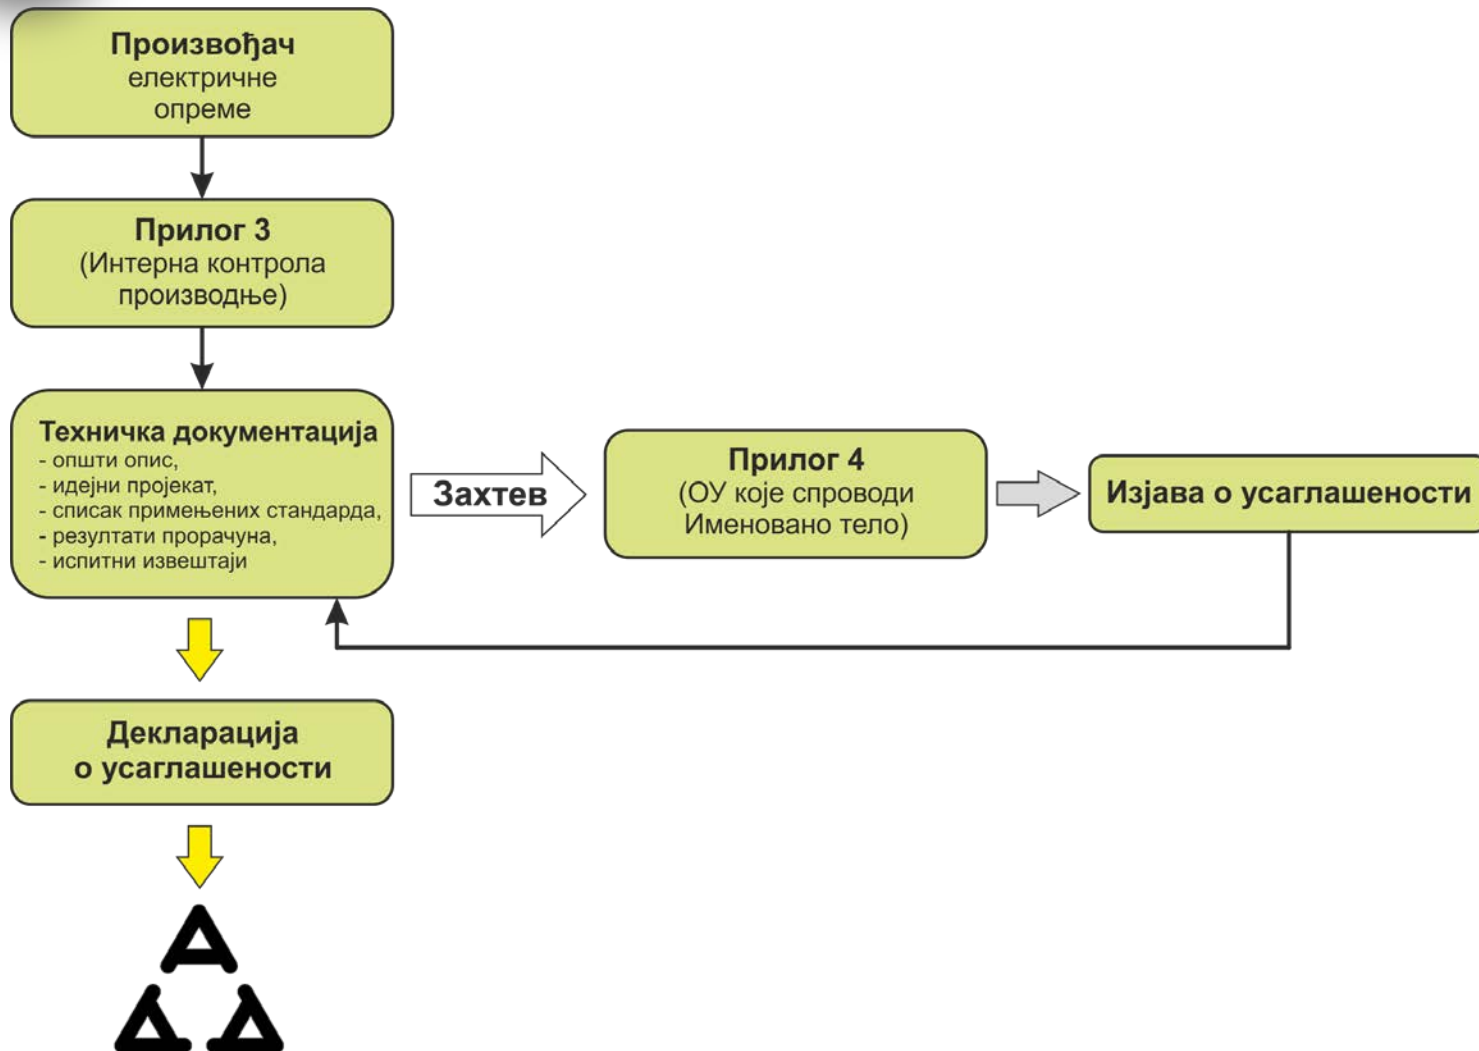 Произвођач
електричне
опреме
Прилог 3
(Интерна контрола
производње)
Техничка документација
- општи опис,
- идејни пројекат,
- списак примењених стандарда,
- резултати прорачуна,
- испитни извештаји
Захтев
Прилог 4
(ОУ које спроводи
Именовано тело)
Изјава о усаглашености
Декларација
о усаглашености